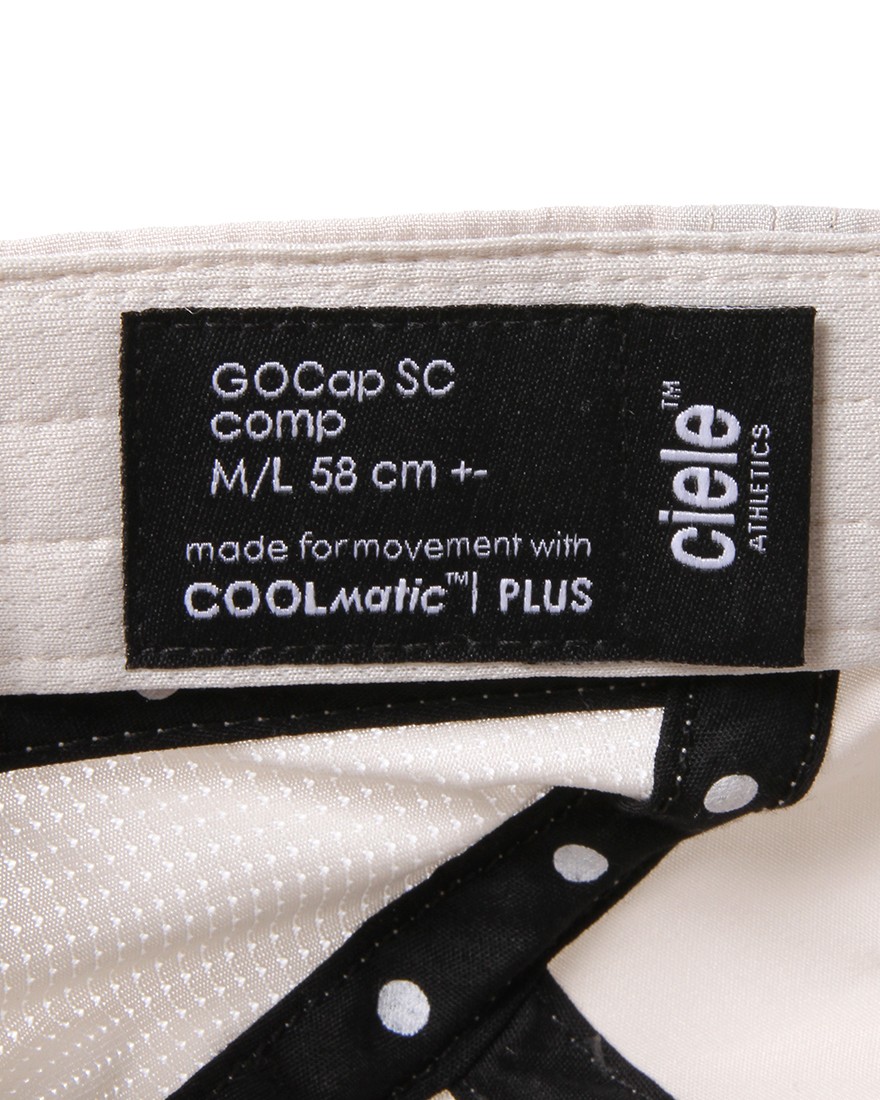 GOCap SC
comp
M/L 58 cm +-
made for movement with
COOLmatic™| PLUS
ciele™
ATHLETICS